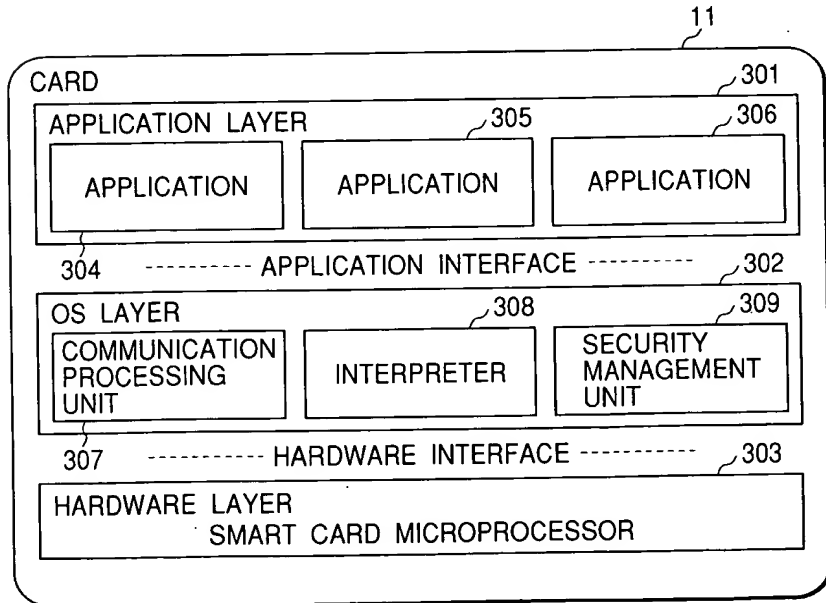 11
CARD
301
APPLICATION LAYER
305
306
APPLICATION
APPLICATION
APPLICATION
304
APPLICATION INTERFACE
302
OS LAYER
308
309
COMMUNICATION
PROCESSING
UNIT
INTERPRETER
SECURITY
MANAGEMENT
UNIT
307
HARDWARE INTERFACE
303
HARDWARE LAYER
SMART CARD MICROPROCESSOR